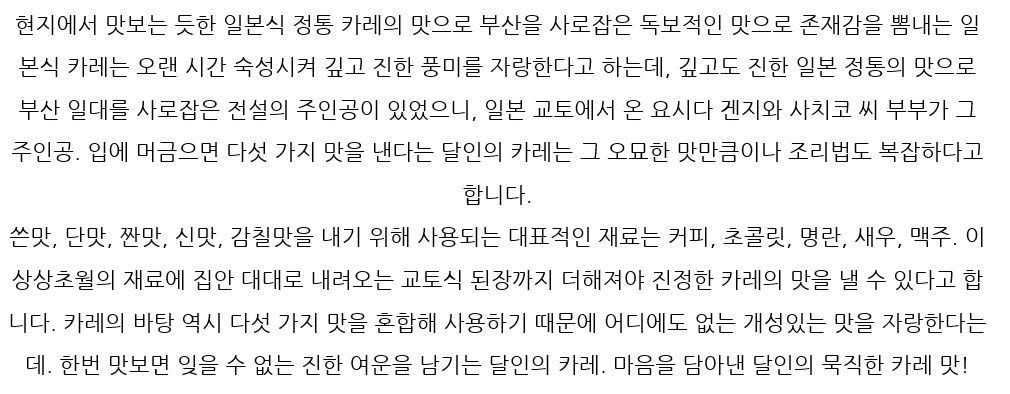 현지에서 맛보는 듯한 일본식 정통 카레의 맛으로 부산을 사로잡은 독보적인 맛으로 존재감을 뽐내는 일
본식 카레는 오랜 시간 숙성시켜 깊고 진한 풍미를 자랑한다고 하는데, 깊고도 진한 일본 정통의 맛으로
부산 일대를 사로잡은 전설의 주인공이 있었으니, 일본 교토에서 온 요시다 겐지와 사치코 씨 부부가 그
주인공. 입에 머금으면 다섯 가지 맛을 낸다는 달인의 카레는 그 오묘한 맛만큼이나 조리법도 복잡하다고
합니다.
쓴맛, 단맛, 짠맛, 신맛, 감칠맛을 내기 위해 사용되는 대표적인 재료는 커피, 초콜릿, 명란, 새우, 맥주. 이
상상초월의 재료에 집안 대대로 내려오는 교토식 된장까지 더해져야 진정한 카레의 맛을 낼 수 있다고 합
니다. 카레의 바탕 역시 다섯 가지 맛을 혼합해 사용하기 때문에 어디에도 없는 개성있는 맛을 자랑한다는
데. 한번 맛보면 잊을 수 없는 진한 여운을 남기는 달인의 카레. 마음을 담아낸 달인의 묵직한 카레 맛!